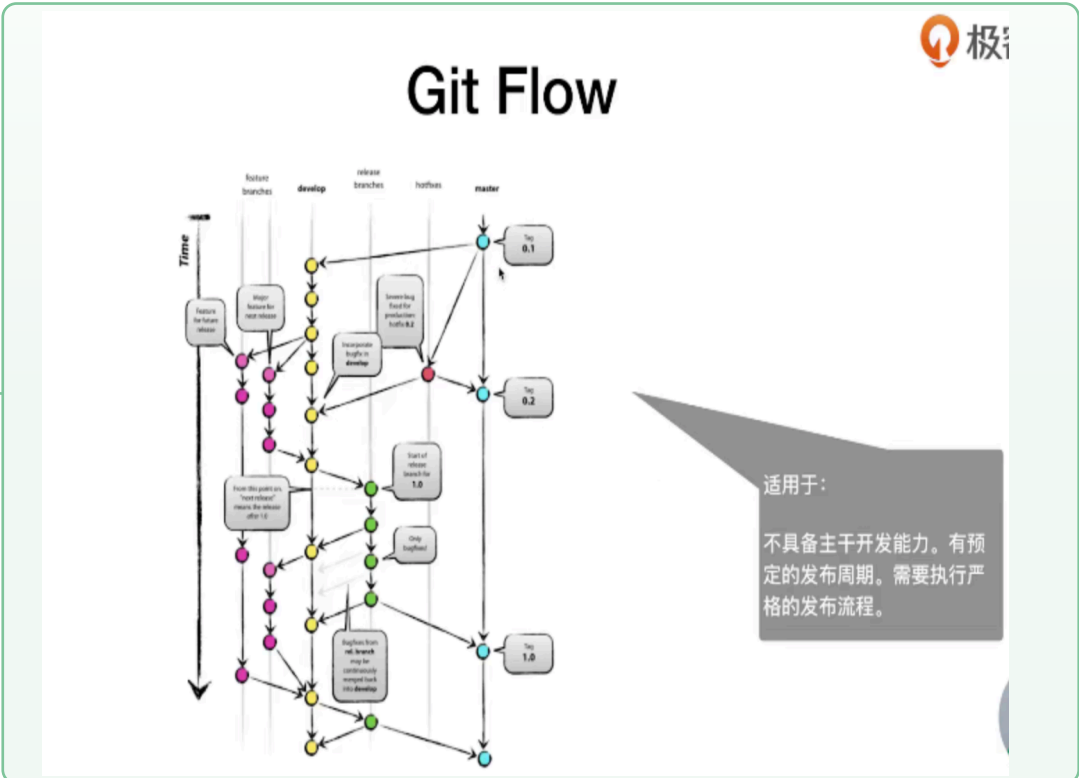 极
Git Flow
feature
branches
develop
release
branches
hotfixes
master
Time
Tag
0.1
Feature
for future
release
Major
feature for
next release
Severe bug
fixed for
production:
hotfix 0.2
Incorporate
bugfix in
develop
Tag
0.2
Start of
release
branch for
1.0
From this point on,
"next release"
means the release
after 1.0
Only
bugfixes!
Tag
1.0
Bugfixes from
rel. branch
may be
continuously
merged back
into develop
适用于：
不具备主干开发能力。有预
定的发布周期。需要执行严
格的发布流程。